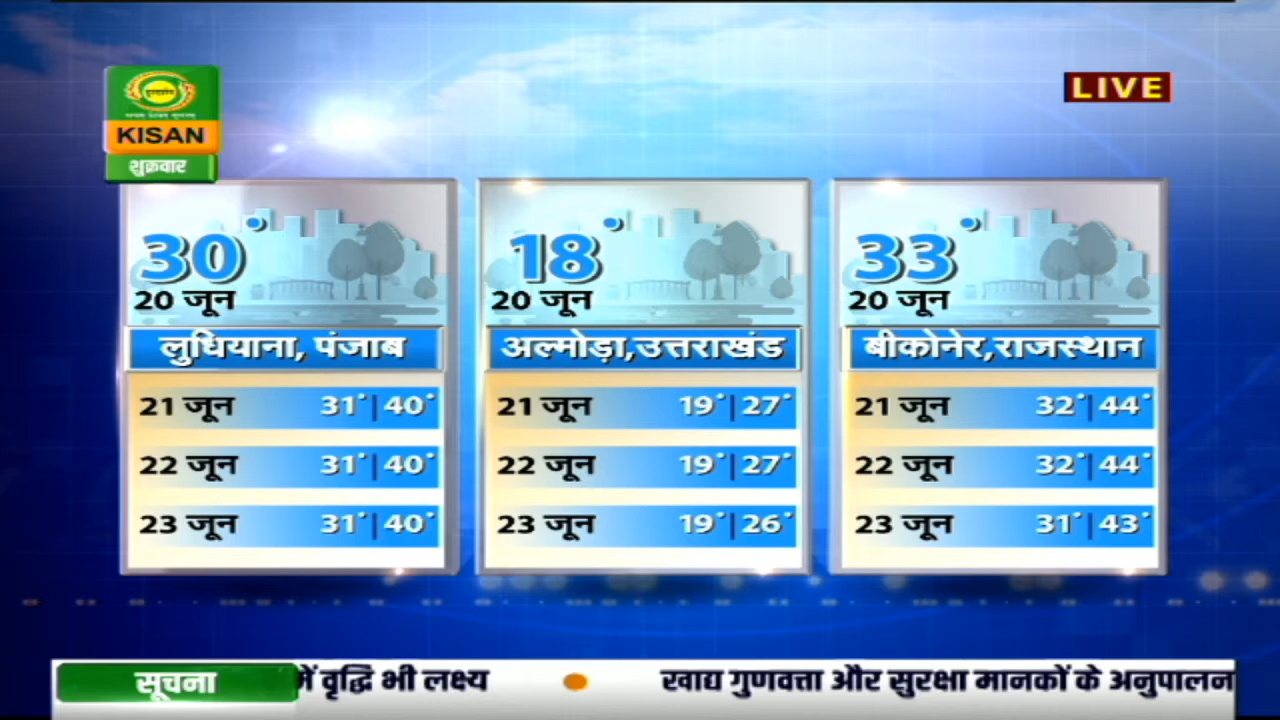 LIVE
KISAN
शुक्रवार
30°
20 जून
लुधियाना, पंजाब
21 जून 31° | 40°
22 जून 31° | 40°
23 जून 31° | 40°
18°
20 जून
अल्मोड़ा,उत्तराखंड
21 जून 19° | 27°
22 जून 19° | 27°
23 जून 19° | 26°
33°
20 जून
बीकोनेर,राजस्थान
21 जून 32° | 44°
22 जून 32° | 44°
23 जून 31° | 43°
सूचना में वृद्धि भी लक्ष्य खाद्य गुणवत्ता और सुरक्षा मानकों के अनुपालन